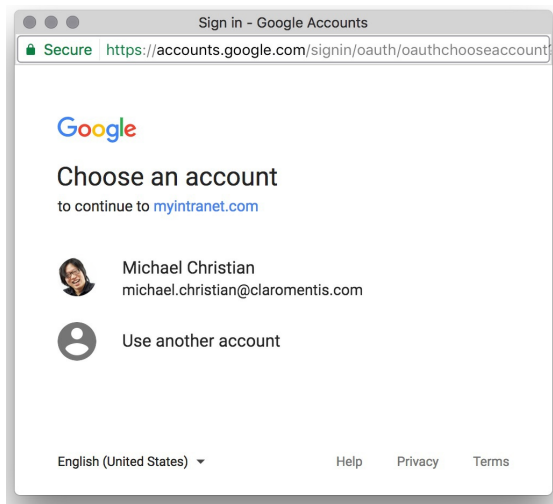 Sign in - Google Accounts
Secure https://accounts.google.com/signin/oauth/oauthchooseaccount?
Google
Choose an account
to continue to myintranet.com
Michael Christian
michael.christian@claromentis.com
Use another account
English (United States) Help Privacy Terms